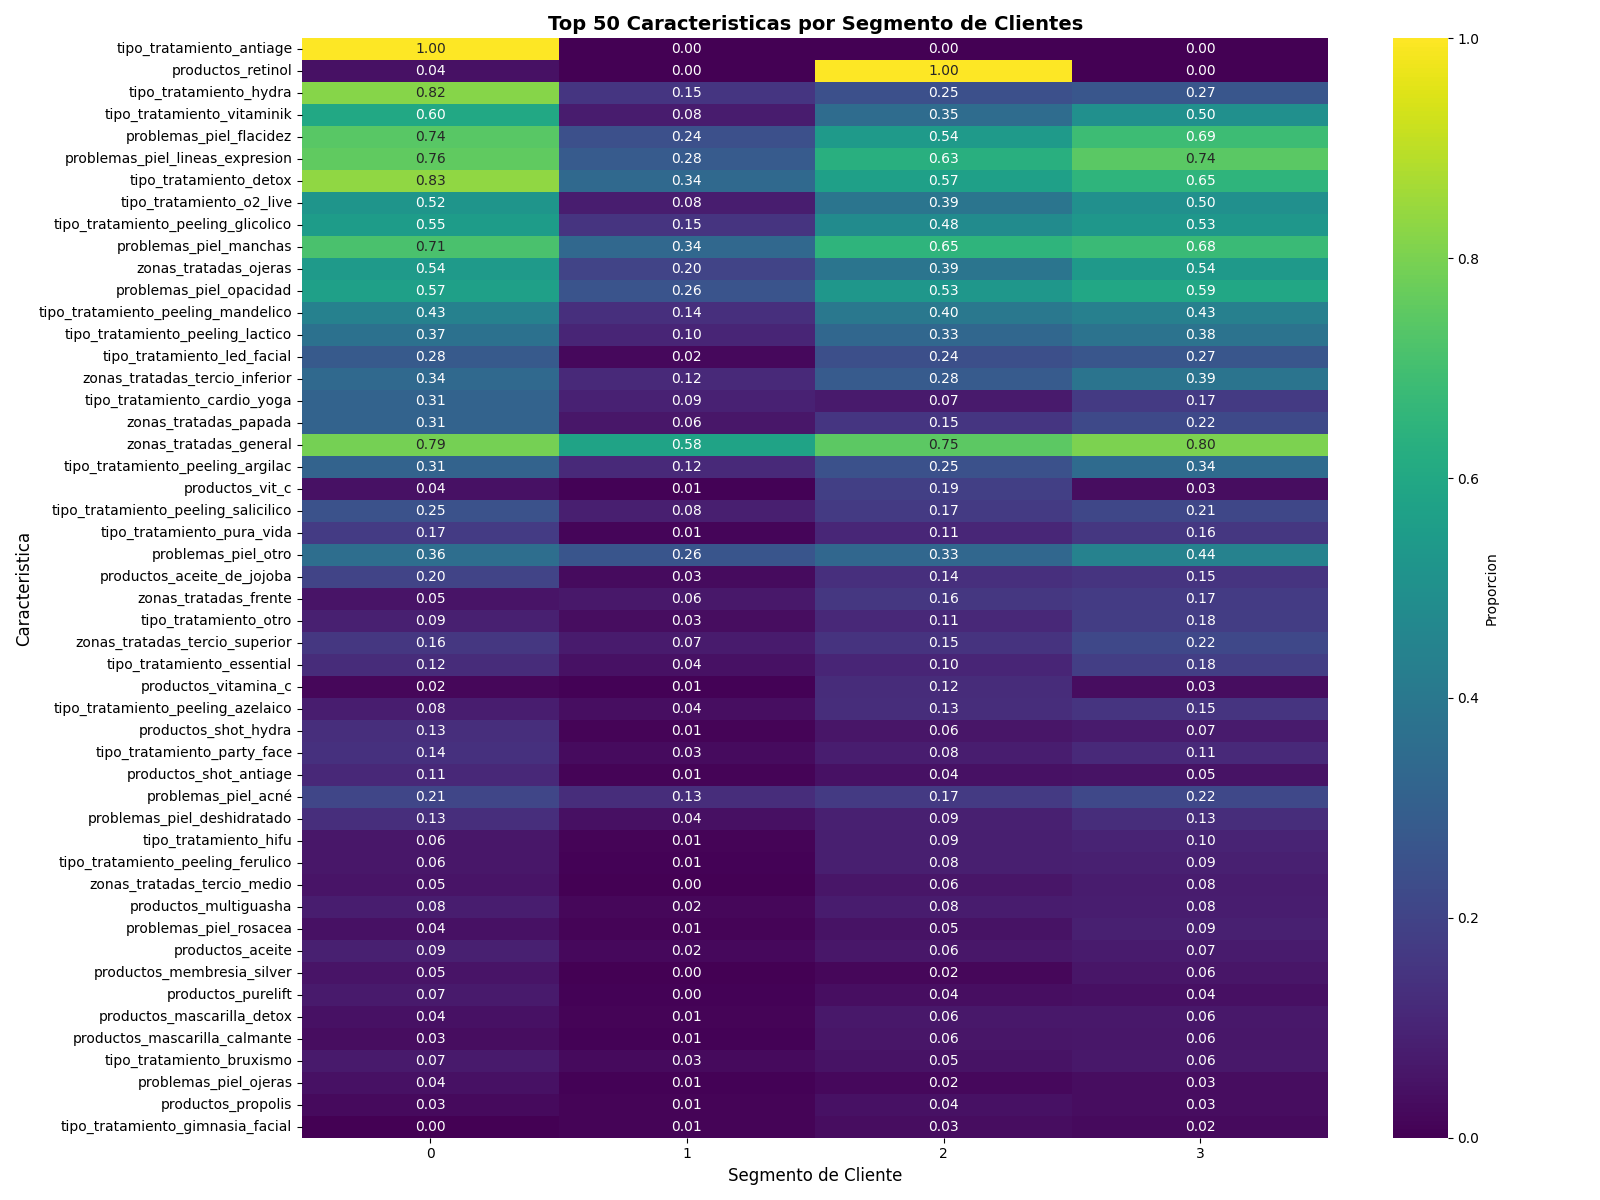 Top 50 Caracteristicas por Segmento de Clientes
tipo_tratamiento_antiage 1.00 0.00 0.00 0.00
productos_retinol 0.04 0.00 1.00 0.00
tipo_tratamiento_hydra 0.82 0.15 0.25 0.27
tipo_tratamiento_vitaminik 0.60 0.08 0.35 0.50
problemas_piel_flacidez 0.74 0.24 0.54 0.69
problemas_piel_lineas_expresion 0.76 0.28 0.63 0.74
tipo_tratamiento_detox 0.83 0.34 0.57 0.65
tipo_tratamiento_o2_live 0.52 0.08 0.39 0.50
tipo_tratamiento_peeling_glicolico 0.55 0.15 0.48 0.53
problemas_piel_manchas 0.71 0.34 0.65 0.68
zonas_tratadas_ojeras 0.54 0.20 0.39 0.54
problemas_piel_opacidad 0.57 0.26 0.53 0.59
tipo_tratamiento_peeling_mandelico 0.43 0.14 0.40 0.43
tipo_tratamiento_peeling_lactico 0.37 0.10 0.33 0.38
tipo_tratamiento_led_facial 0.28 0.02 0.24 0.27
zonas_tratadas_tercio_inferior 0.34 0.12 0.28 0.39
tipo_tratamiento_cardio_yoga 0.31 0.09 0.07 0.17
zonas_tratadas_papada 0.31 0.06 0.15 0.22
zonas_tratadas_general 0.79 0.58 0.75 0.80
tipo_tratamiento_peeling_argilac 0.31 0.12 0.25 0.34
productos_vit_c 0.04 0.01 0.19 0.03
tipo_tratamiento_peeling_salicilico 0.25 0.08 0.17 0.21
tipo_tratamiento_pura_vida 0.17 0.01 0.11 0.16
problemas_piel_otro 0.36 0.26 0.33 0.44
productos_aceite_de_jojoba 0.20 0.03 0.14 0.15
zonas_tratadas_frente 0.05 0.06 0.16 0.17
tipo_tratamiento_otro 0.09 0.03 0.11 0.18
zonas_tratadas_tercio_superior 0.16 0.07 0.15 0.22
tipo_tratamiento_essential 0.12 0.04 0.10 0.18
productos_vitamina_c 0.02 0.01 0.12 0.03
tipo_tratamiento_peeling_azelaico 0.08 0.04 0.13 0.15
productos_shot_hydra 0.13 0.01 0.06 0.07
tipo_tratamiento_party_face 0.14 0.03 0.08 0.11
productos_shot_antiage 0.11 0.01 0.04 0.05
problemas_piel_acné 0.21 0.13 0.17 0.22
problemas_piel_deshidratado 0.13 0.04 0.09 0.13
tipo_tratamiento_hifu 0.06 0.01 0.09 0.10
tipo_tratamiento_peeling_ferulico 0.06 0.01 0.08 0.09
zonas_tratadas_tercio_medio 0.05 0.00 0.06 0.08
productos_multiguasha 0.08 0.02 0.08 0.08
problemas_piel_rosacea 0.04 0.01 0.05 0.09
productos_aceite 0.09 0.02 0.06 0.07
productos_membresia_silver 0.05 0.00 0.02 0.06
productos_purelift 0.07 0.00 0.04 0.04
productos_mascarilla_detox 0.04 0.01 0.06 0.06
productos_mascarilla_calmante 0.03 0.01 0.06 0.06
tipo_tratamiento_bruxismo 0.07 0.03 0.05 0.06
problemas_piel_ojeras 0.04 0.01 0.02 0.03
productos_propolis 0.03 0.01 0.04 0.03
tipo_tratamiento_gimnasia_facial 0.00 0.01 0.03 0.02
0 1 2 3
Segmento de Cliente
Caracteristica
1.0
0.8
0.6
0.4
0.2
0.0
Proporcion